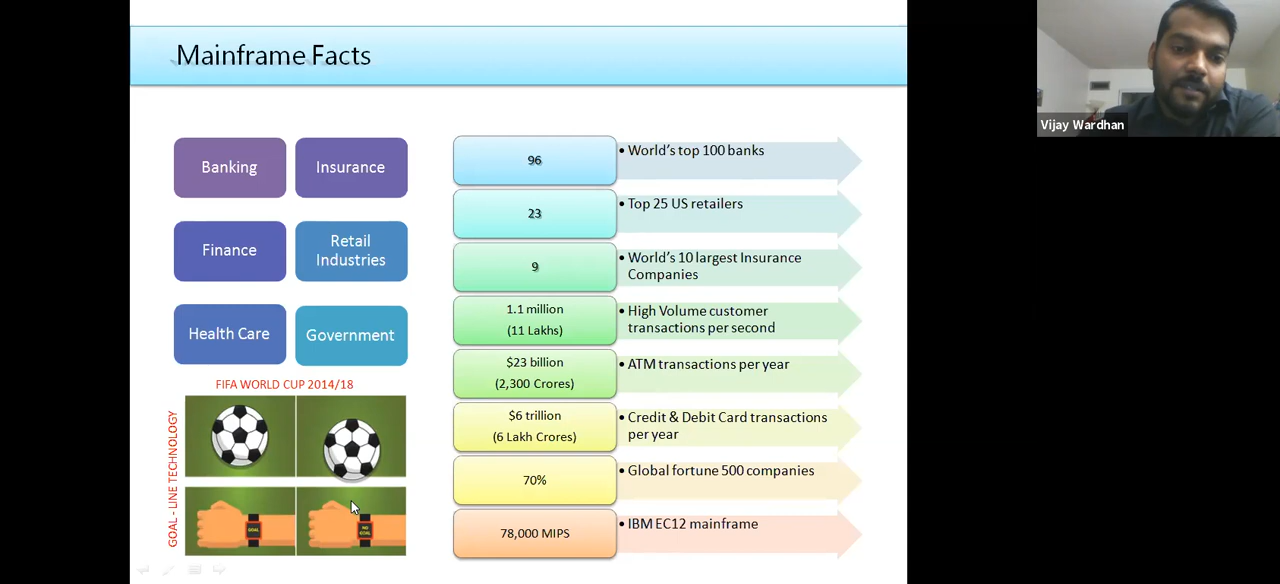 Mainframe Facts
Vijay Wardhan
Banking
Insurance
Finance
Retail
Industries
Health Care
Government
FIFA WORLD CUP 2014/18
GOAL - LINE TECHNOLOGY
GOAL
NO
GOAL
96
• World's top 100 banks
23
• Top 25 US retailers
9
• World's 10 largest Insurance
Companies
1.1 million
(11 Lakhs)
• High Volume customer
transactions per second
$23 billion
(2,300 Crores)
• ATM transactions per year
$6 trillion
(6 Lakh Crores)
• Credit & Debit Card transactions
per year
70%
• Global fortune 500 companies
78,000 MIPS
• IBM EC12 mainframe